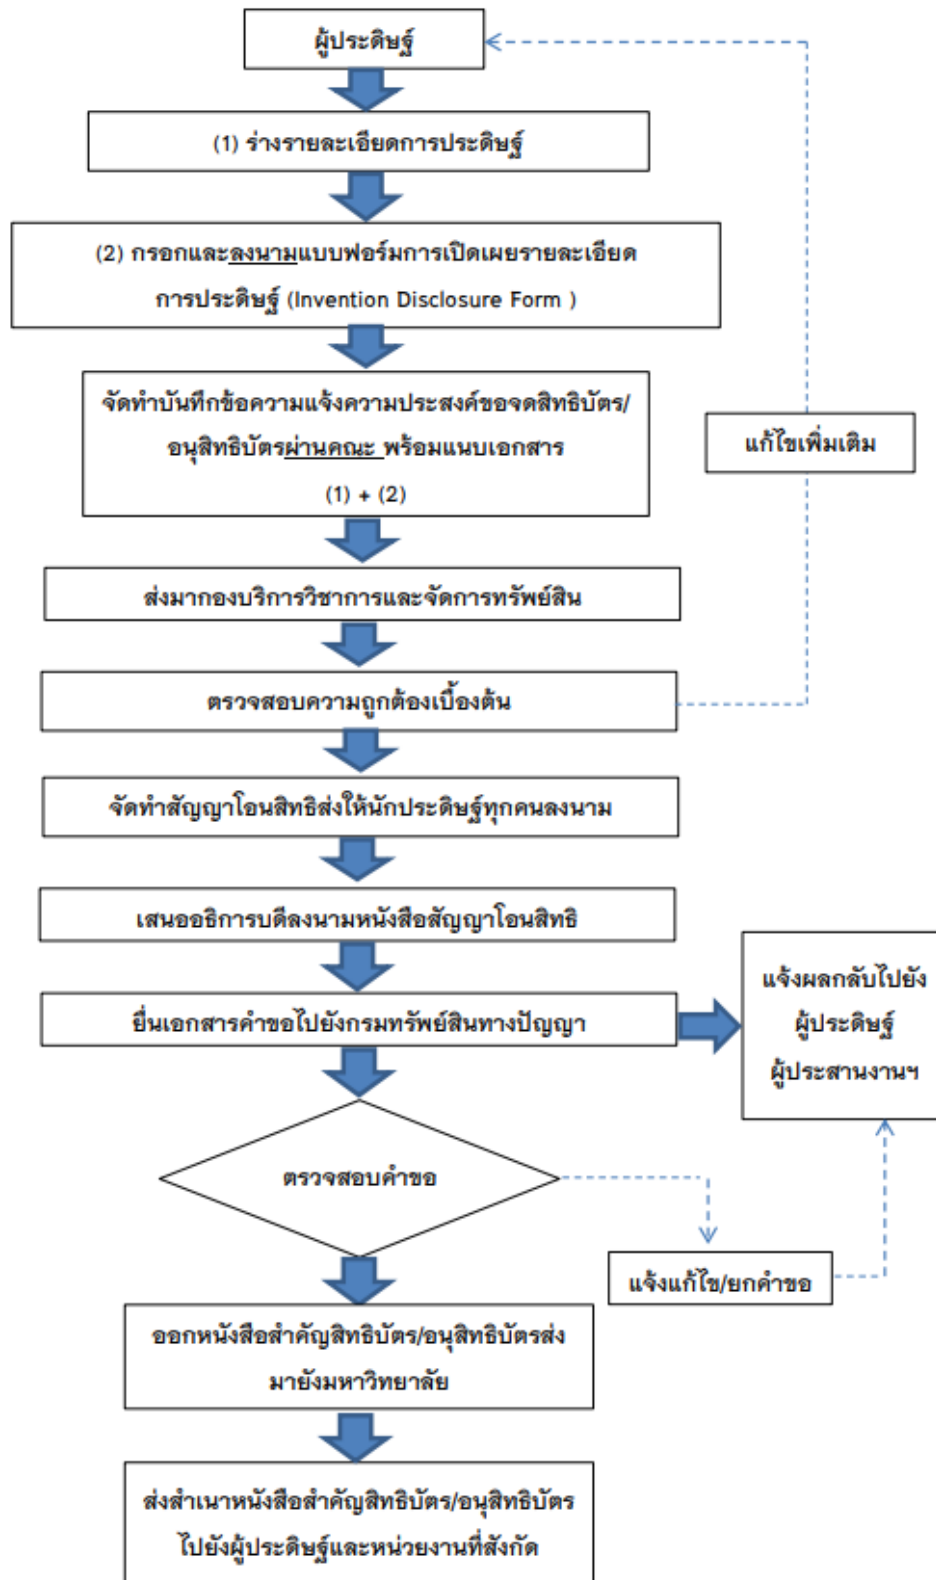 ผู้ประดิษฐ์
(1) ร่างรายละเอียดการประดิษฐ์
(2) กรอกและลงนามแบบฟอร์มการเปิดเผยรายละเอียด
การประดิษฐ์ (Invention Disclosure Form )
จัดทำบันทึกข้อความแจ้งความประสงค์ขอจดสิทธิบัตร/
อนุสิทธิบัตรผ่านคณะ พร้อมแนบเอกสาร
(1) + (2)
แก้ไขเพิ่มเติม
ส่งมากองบริการวิชาการและจัดการทรัพย์สิน
ตรวจสอบความถูกต้องเบื้องต้น
จัดทำสัญญาโอนสิทธิส่งให้นักประดิษฐ์ทุกคนลงนาม
เสนออธิการบดีลงนามหนังสือสัญญาโอนสิทธิ
ยื่นเอกสารคำขอไปยังกรมทรัพย์สินทางปัญญา
แจ้งผลกลับไปยัง
ผู้ประดิษฐ์
ผู้ประสานงานฯ
ตรวจสอบคำขอ
แจ้งแก้ไข/ยกคำขอ
ออกหนังสือสำคัญสิทธิบัตร/อนุสิทธิบัตรส่ง
มายังมหาวิทยาลัย
ส่งสำเนาหนังสือสำคัญสิทธิบัตร/อนุสิทธิบัตร
ไปยังผู้ประดิษฐ์และหน่วยงานที่สังกัด